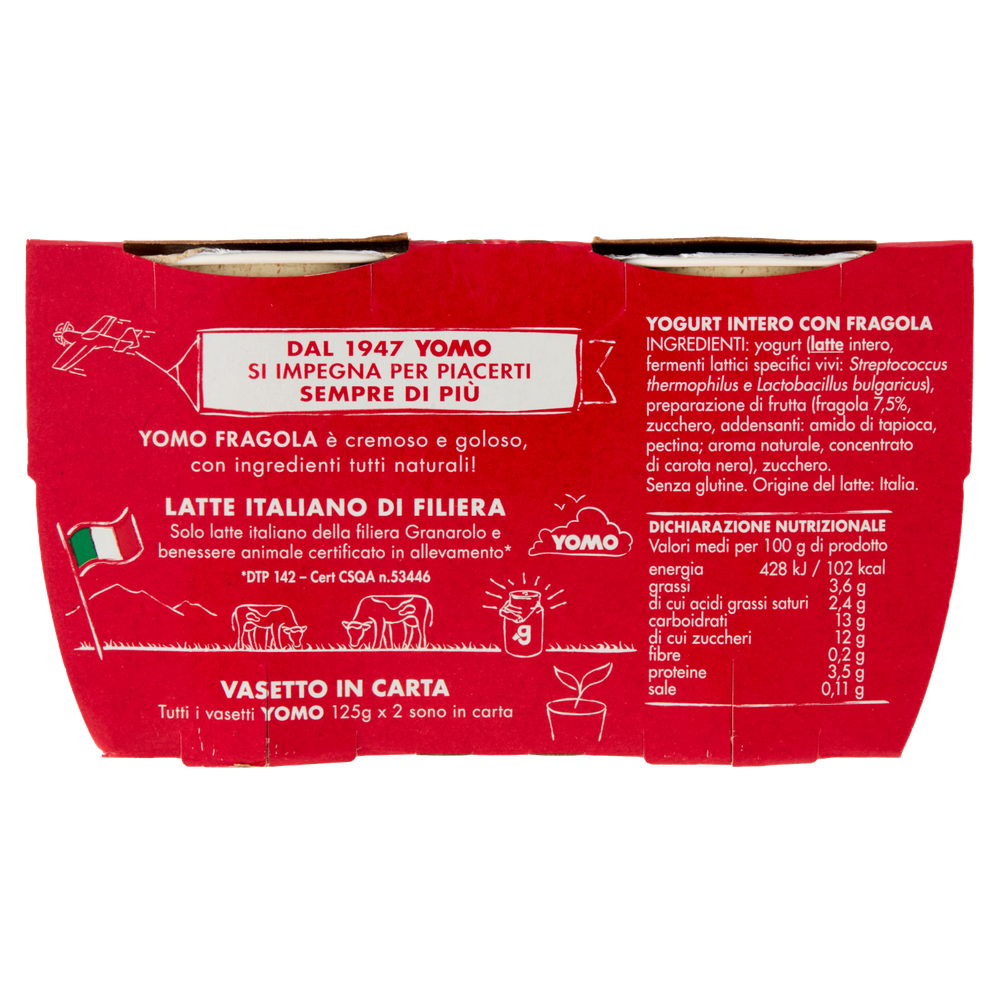 DAL 1947 YOMO
SI IMPEGNA PER PIACERTI
SEMPRE DI PIÙ
YOMO FRAGOLA è cremoso e goloso,
con ingredienti tutti naturali!
LATTE ITALIANO DI FILIERA
Solo latte italiano della filiera Granarolo e
benessere animale certificato in allevamento*
*DTP 142 – Cert CSQA n.53446
YOMO
.g
VASETTO IN CARTA
Tutti i vasetti YOMO 125g x 2 sono in carta
YOGURT INTERO CON FRAGOLA
INGREDIENTI: yogurt (latte intero,
fermenti lattici specifici vivi: Streptococcus
thermophilus e Lactobacillus bulgaricus),
preparazione di frutta (fragola 7,5%,
zucchero, addensanti: amido di tapioca,
pectina; aroma naturale, concentrato
di carota nera), zucchero.
Senza glutine. Origine del latte: Italia.
DICHIARAZIONE NUTRIZIONALE
Valori medi per 100 g di prodotto
energia 428 kJ / 102 kcal
grassi 3,6 g
di cui acidi grassi saturi 2,4 g
carboidrati 13 g
di cui zuccheri 12 g
fibre 0,2 g
proteine 3,5 g
sale 0,11 g